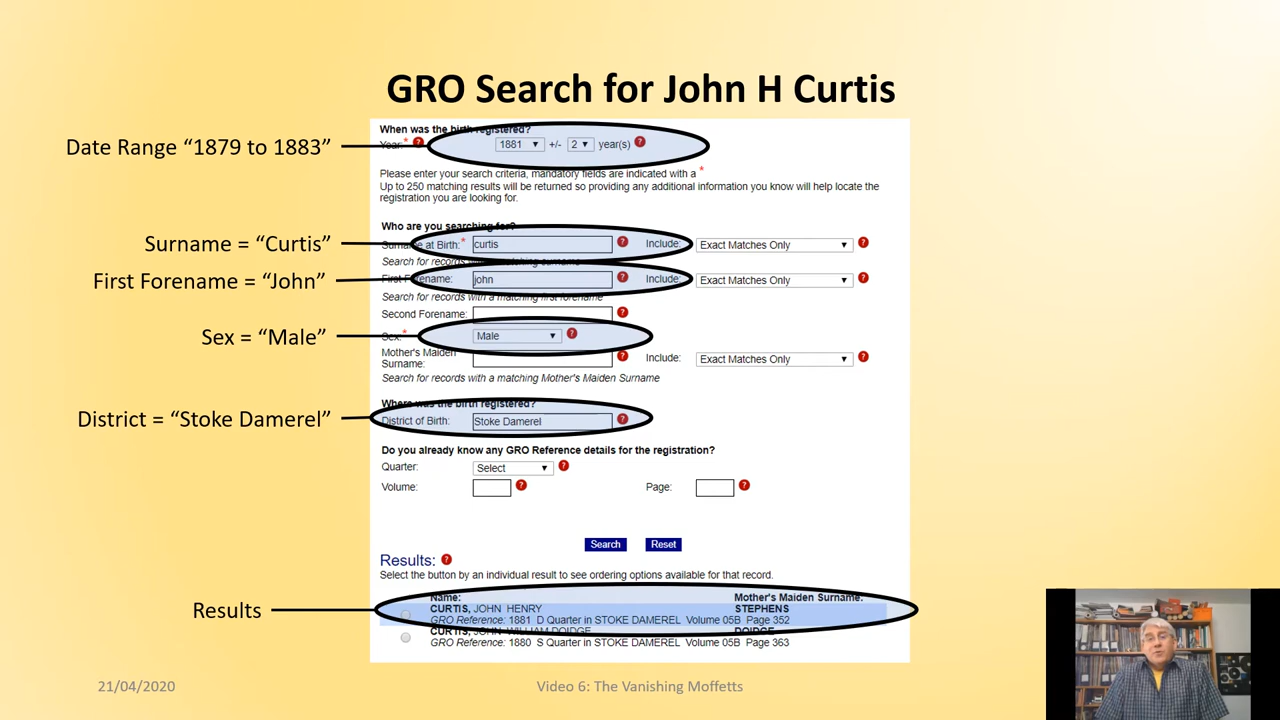 GRO Search for John H Curtis
When was the birth registered?
Date Range “1879 to 1883”
Year:* ? 1881 ▼ +/- 2 ▼ year(s) ?
Please enter your search criteria, mandatory fields are indicated with a *
Up to 250 matching results will be returned so providing any additional information you know will help locate the
registration you are looking for.
Who are you searching for?
Surname = “Curtis”
Surname at Birth:* curtis ? Include: Exact Matches Only ▼ ?
Search for records with a matching surname
First Forename = “John”
First Forename: john ? Include: Exact Matches Only ▼ ?
Search for records with a matching first forename
Second Forename: ?
Sex = “Male”
Sex:* Male ▼ ?
Mother's Maiden
Surname: ? Include: Exact Matches Only ▼ ?
Search for records with a matching Mother's Maiden Surname
Where was the birth registered?
District = “Stoke Damerel”
District of Birth: Stoke Damerel ?
Do you already know any GRO Reference details for the registration?
Quarter: Select ▼ ?
Volume: ? Page: ?
Search Reset
Results: ?
Select the button by an individual result to see ordering options available for that record.
Results
Name: Mother's Maiden Surname:
CURTIS, JOHN HENRY STEPHENS
GRO Reference: 1881 D Quarter in STOKE DAMEREL Volume 05B Page 352
CURTIS, JOHN WILLIAM DOIDGE DOIDGE
GRO Reference: 1880 S Quarter in STOKE DAMEREL Volume 05B Page 363
21/04/2020
Video 6: The Vanishing Moffetts